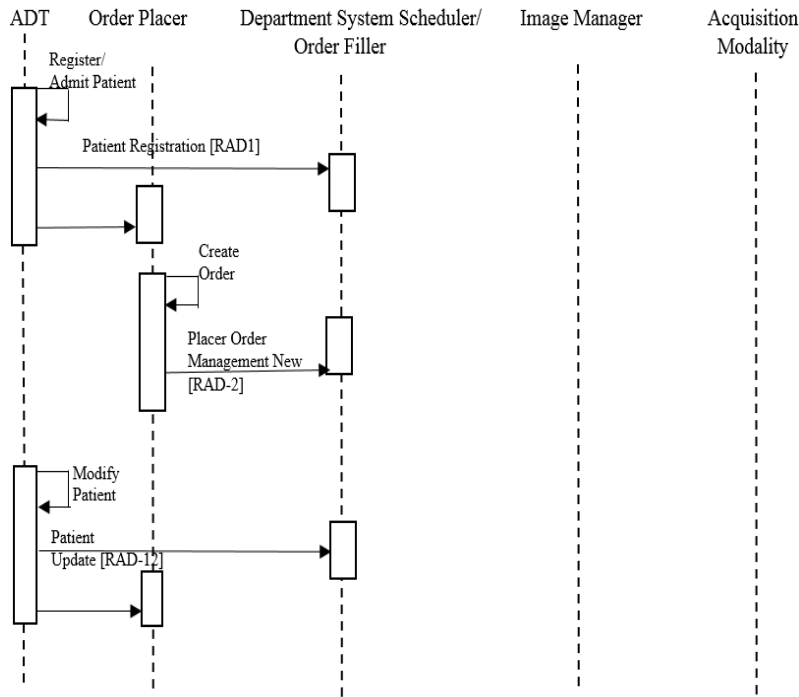 ADT
Order Placer
Department System Scheduler/
Order Filler
Image Manager
Acquisition
Modality
Register/
Admit Patient
Patient Registration [RAD1]
Create
Order
Placer Order
Management New
[RAD-2]
Modify
Patient
Patient
Update [RAD-12]